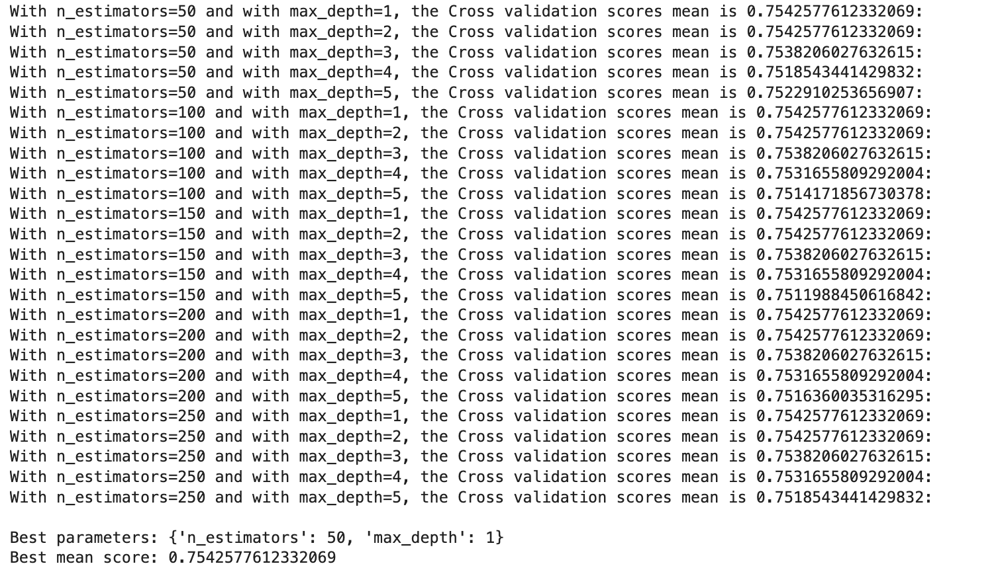 With n_estimators=50 and with max_depth=1, the Cross validation scores mean is 0.7542577612332069:
With n_estimators=50 and with max_depth=2, the Cross validation scores mean is 0.7542577612332069:
With n_estimators=50 and with max_depth=3, the Cross validation scores mean is 0.7538206027632615:
With n_estimators=50 and with max_depth=4, the Cross validation scores mean is 0.7518543441429832:
With n_estimators=50 and with max_depth=5, the Cross validation scores mean is 0.7522910253656907:
With n_estimators=100 and with max_depth=1, the Cross validation scores mean is 0.7542577612332069:
With n_estimators=100 and with max_depth=2, the Cross validation scores mean is 0.7542577612332069:
With n_estimators=100 and with max_depth=3, the Cross validation scores mean is 0.7538206027632615:
With n_estimators=100 and with max_depth=4, the Cross validation scores mean is 0.7531655809292004:
With n_estimators=100 and with max_depth=5, the Cross validation scores mean is 0.7514171856730378:
With n_estimators=150 and with max_depth=1, the Cross validation scores mean is 0.7542577612332069:
With n_estimators=150 and with max_depth=2, the Cross validation scores mean is 0.7542577612332069:
With n_estimators=150 and with max_depth=3, the Cross validation scores mean is 0.7538206027632615:
With n_estimators=150 and with max_depth=4, the Cross validation scores mean is 0.7531655809292004:
With n_estimators=150 and with max_depth=5, the Cross validation scores mean is 0.7511988450616842:
With n_estimators=200 and with max_depth=1, the Cross validation scores mean is 0.7542577612332069:
With n_estimators=200 and with max_depth=2, the Cross validation scores mean is 0.7542577612332069:
With n_estimators=200 and with max_depth=3, the Cross validation scores mean is 0.7538206027632615:
With n_estimators=200 and with max_depth=4, the Cross validation scores mean is 0.7531655809292004:
With n_estimators=200 and with max_depth=5, the Cross validation scores mean is 0.7516360035316295:
With n_estimators=250 and with max_depth=1, the Cross validation scores mean is 0.7542577612332069:
With n_estimators=250 and with max_depth=2, the Cross validation scores mean is 0.7542577612332069:
With n_estimators=250 and with max_depth=3, the Cross validation scores mean is 0.7538206027632615:
With n_estimators=250 and with max_depth=4, the Cross validation scores mean is 0.7531655809292004:
With n_estimators=250 and with max_depth=5, the Cross validation scores mean is 0.7518543441429832:
Best parameters: {'n_estimators': 50, 'max_depth': 1}
Best mean score: 0.7542577612332069